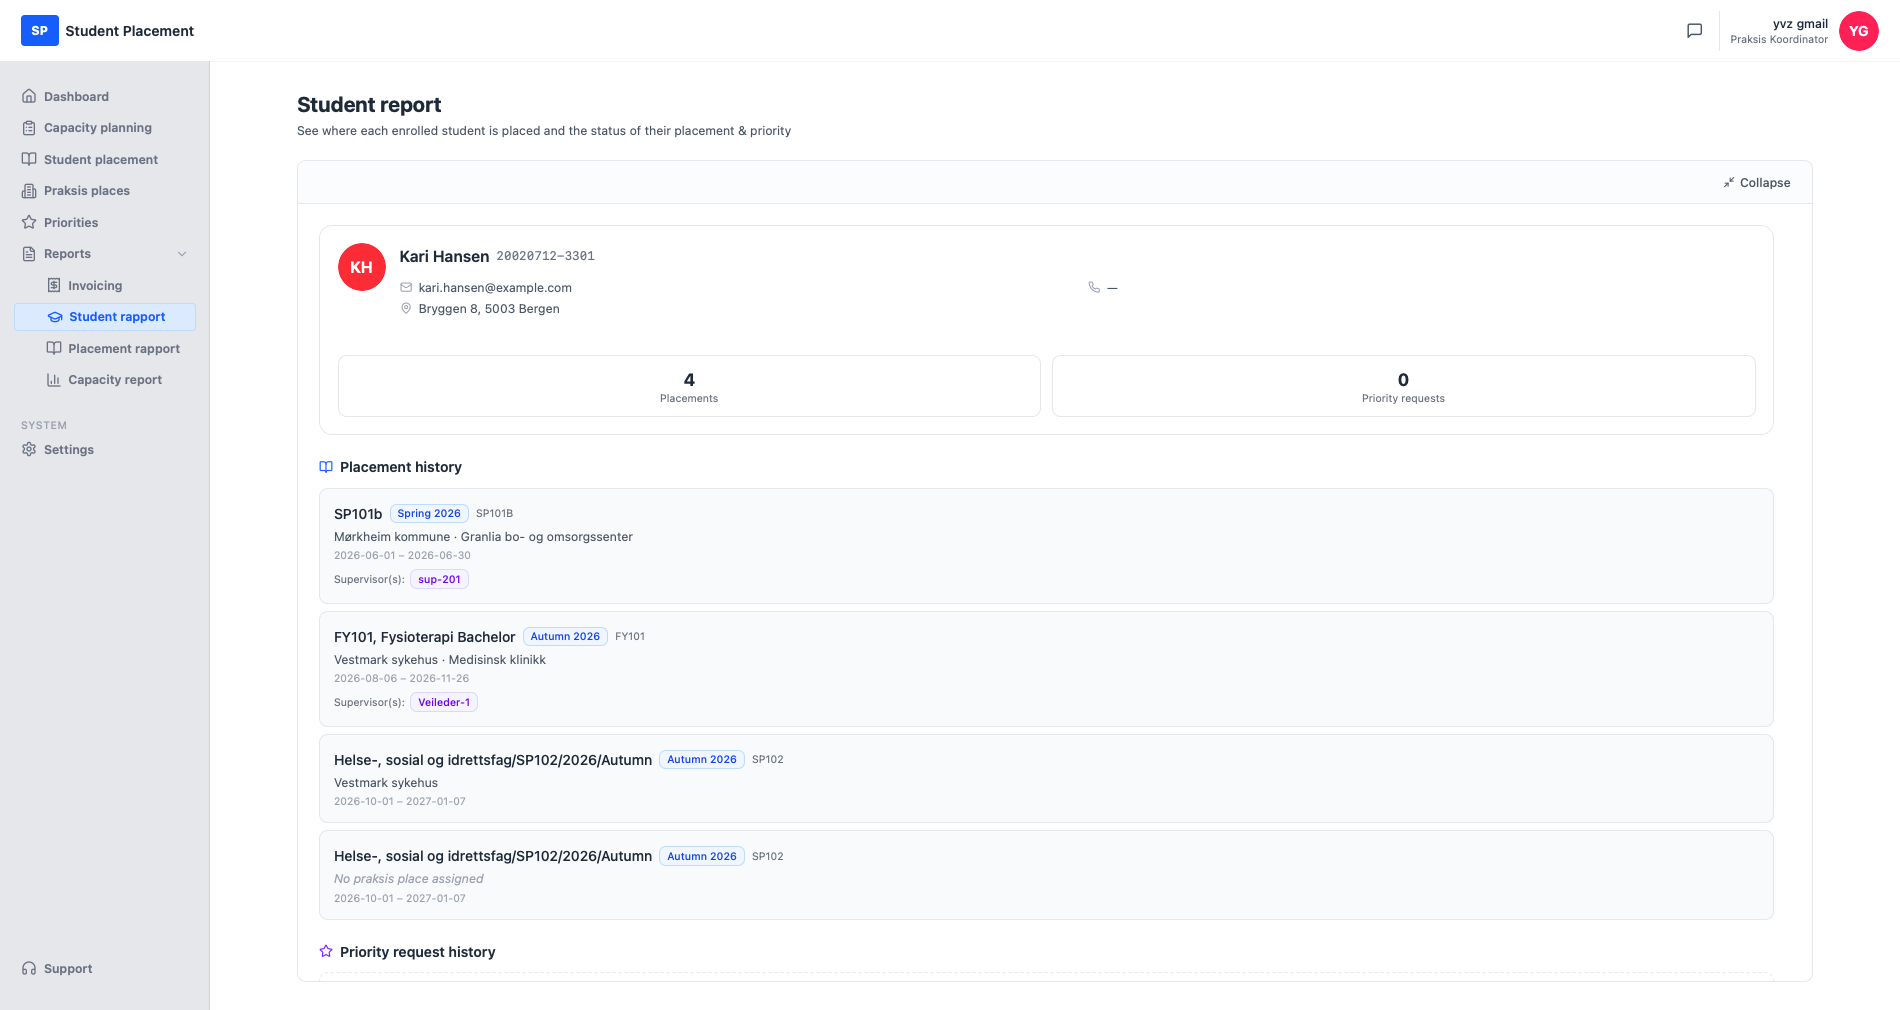 SP Student Placement
yvz gmail
Praksis Koordinator
YG
Dashboard
Capacity planning
Student placement
Praksis places
Priorities
Reports
Invoicing
Student rapport
Placement rapport
Capacity report
SYSTEM
Settings
Support
Student report
See where each enrolled student is placed and the status of their placement & priority
Collapse
KH
Kari Hansen 20020712–3301
kari.hansen@example.com
—
Bryggen 8, 5003 Bergen
4
Placements
0
Priority requests
Placement history
SP101b Spring 2026 SP101B
Mørkheim kommune · Granlia bo- og omsorgssenter
2026-06-01 – 2026-06-30
Supervisor(s): sup-201
FY101, Fysioterapi Bachelor Autumn 2026 FY101
Vestmark sykehus · Medisinsk klinikk
2026-08-06 – 2026-11-26
Supervisor(s): Veileder-1
Helse-, sosial og idrettsfag/SP102/2026/Autumn Autumn 2026 SP102
Vestmark sykehus
2026-10-01 – 2027-01-07
Helse-, sosial og idrettsfag/SP102/2026/Autumn Autumn 2026 SP102
No praksis place assigned
2026-10-01 – 2027-01-07
Priority request history